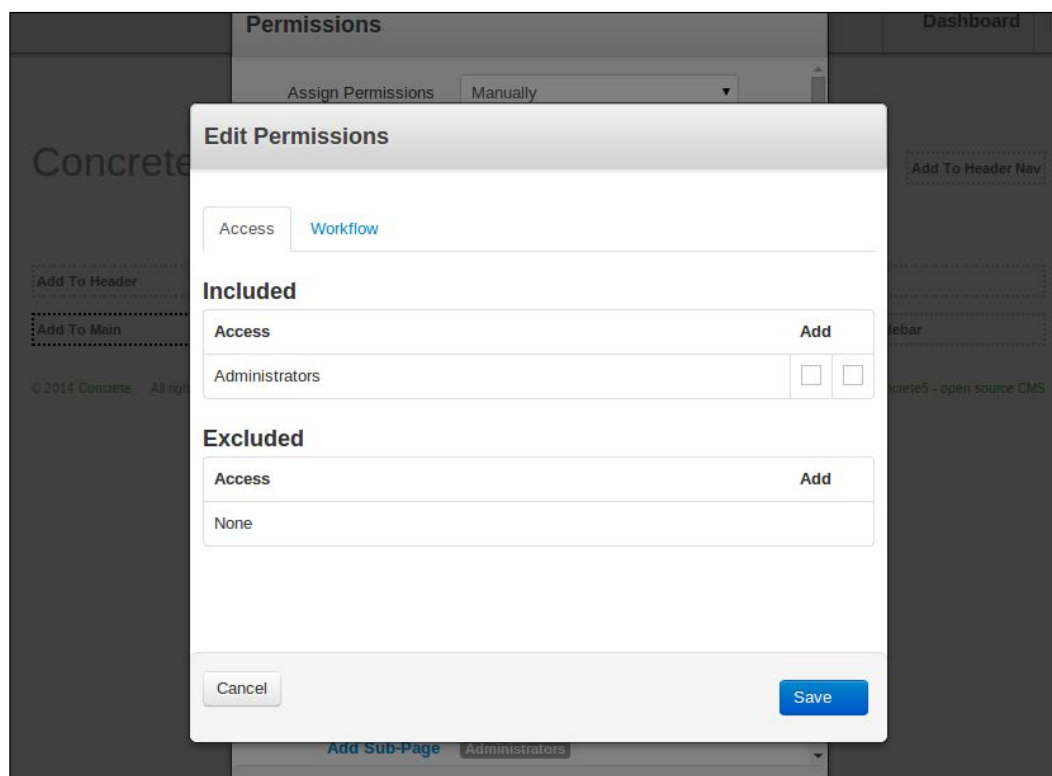 Permissions
Dashboard
Assign Permissions Manually
Edit Permissions
Concrete
Add To Header Nav
Access Workflow
Add To Header
Included
Add To Main
Access Add
ebar
Administrators
© 2014 Concrete. All righ
crete5 - open source CMS
Excluded
Access Add
None
Cancel
Save
Add Sub-Page Administrators